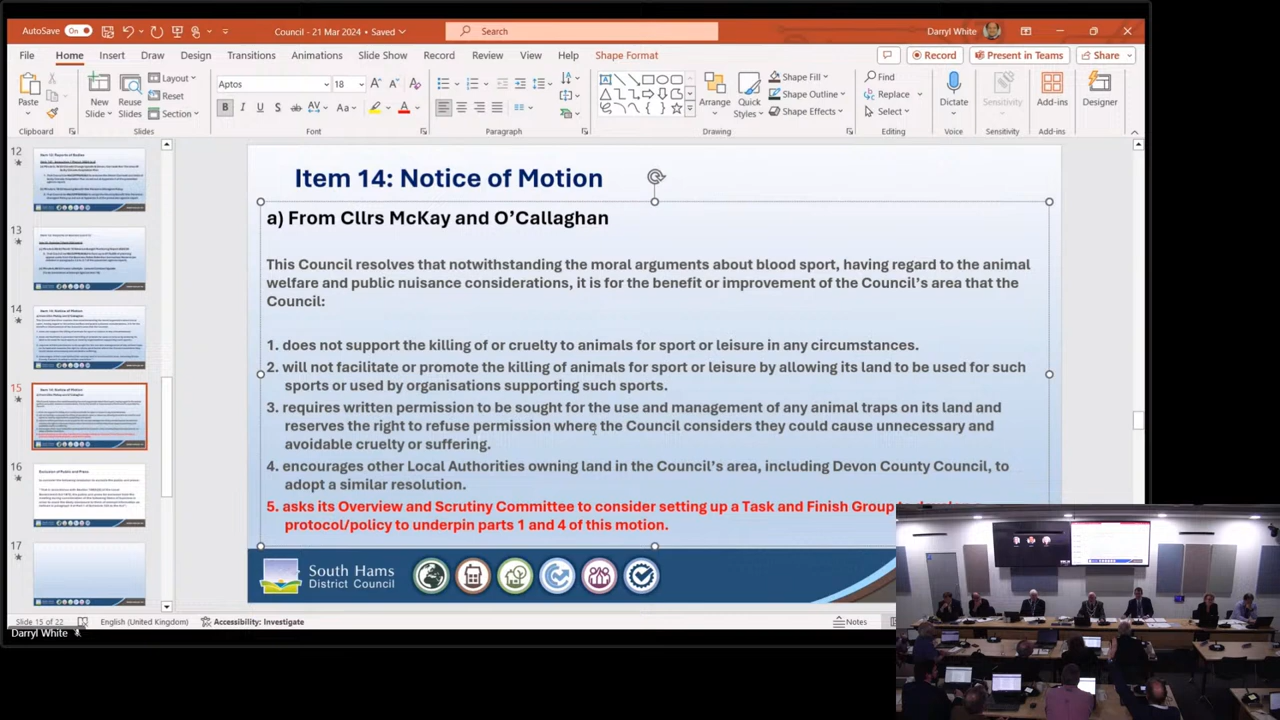 AutoSave On
Council - 21 Mar 2024 • Saved
Search
Darryl White
File Home Insert Draw Design Transitions Animations Slide Show Record Review View Help Shape Format
Record Present in Teams Share
Paste
New Slide
Reuse Slides
Layout
Reset
Section
Aptos 18
Arrange
Quick Styles
Shape Fill
Shape Outline
Shape Effects
Find
Replace
Select
Dictate
Sensitivity
Add-ins
Designer
Clipboard Slides Font Paragraph Drawing Editing Voice Sensitivity Add-ins
12
13
14
15
16
17
Item 14: Notice of Motion
a) From Cllrs McKay and O'Callaghan
This Council resolves that notwithstanding the moral arguments about blood sport, having regard to the animal
welfare and public nuisance considerations, it is for the benefit or improvement of the Council's area that the
Council:
1. does not support the killing of or cruelty to animals for sport or leisure in any circumstances.
2. will not facilitate or promote the killing of animals for sport or leisure by allowing its land to be used for such
sports or used by organisations supporting such sports.
3. requires written permission to be sought for the use and management of any animal traps on its land and
reserves the right to refuse permission where the Council considers they could cause unnecessary and
avoidable cruelty or suffering.
4. encourages other Local Authorities owning land in the Council's area, including Devon County Council, to
adopt a similar resolution.
5. asks its Overview and Scrutiny Committee to consider setting up a Task and Finish Group
protocol/policy to underpin parts 1 and 4 of this motion.
South Hams
District Council
Slide 15 of 22 English (United Kingdom) Accessibility: Investigate Notes
Darryl White